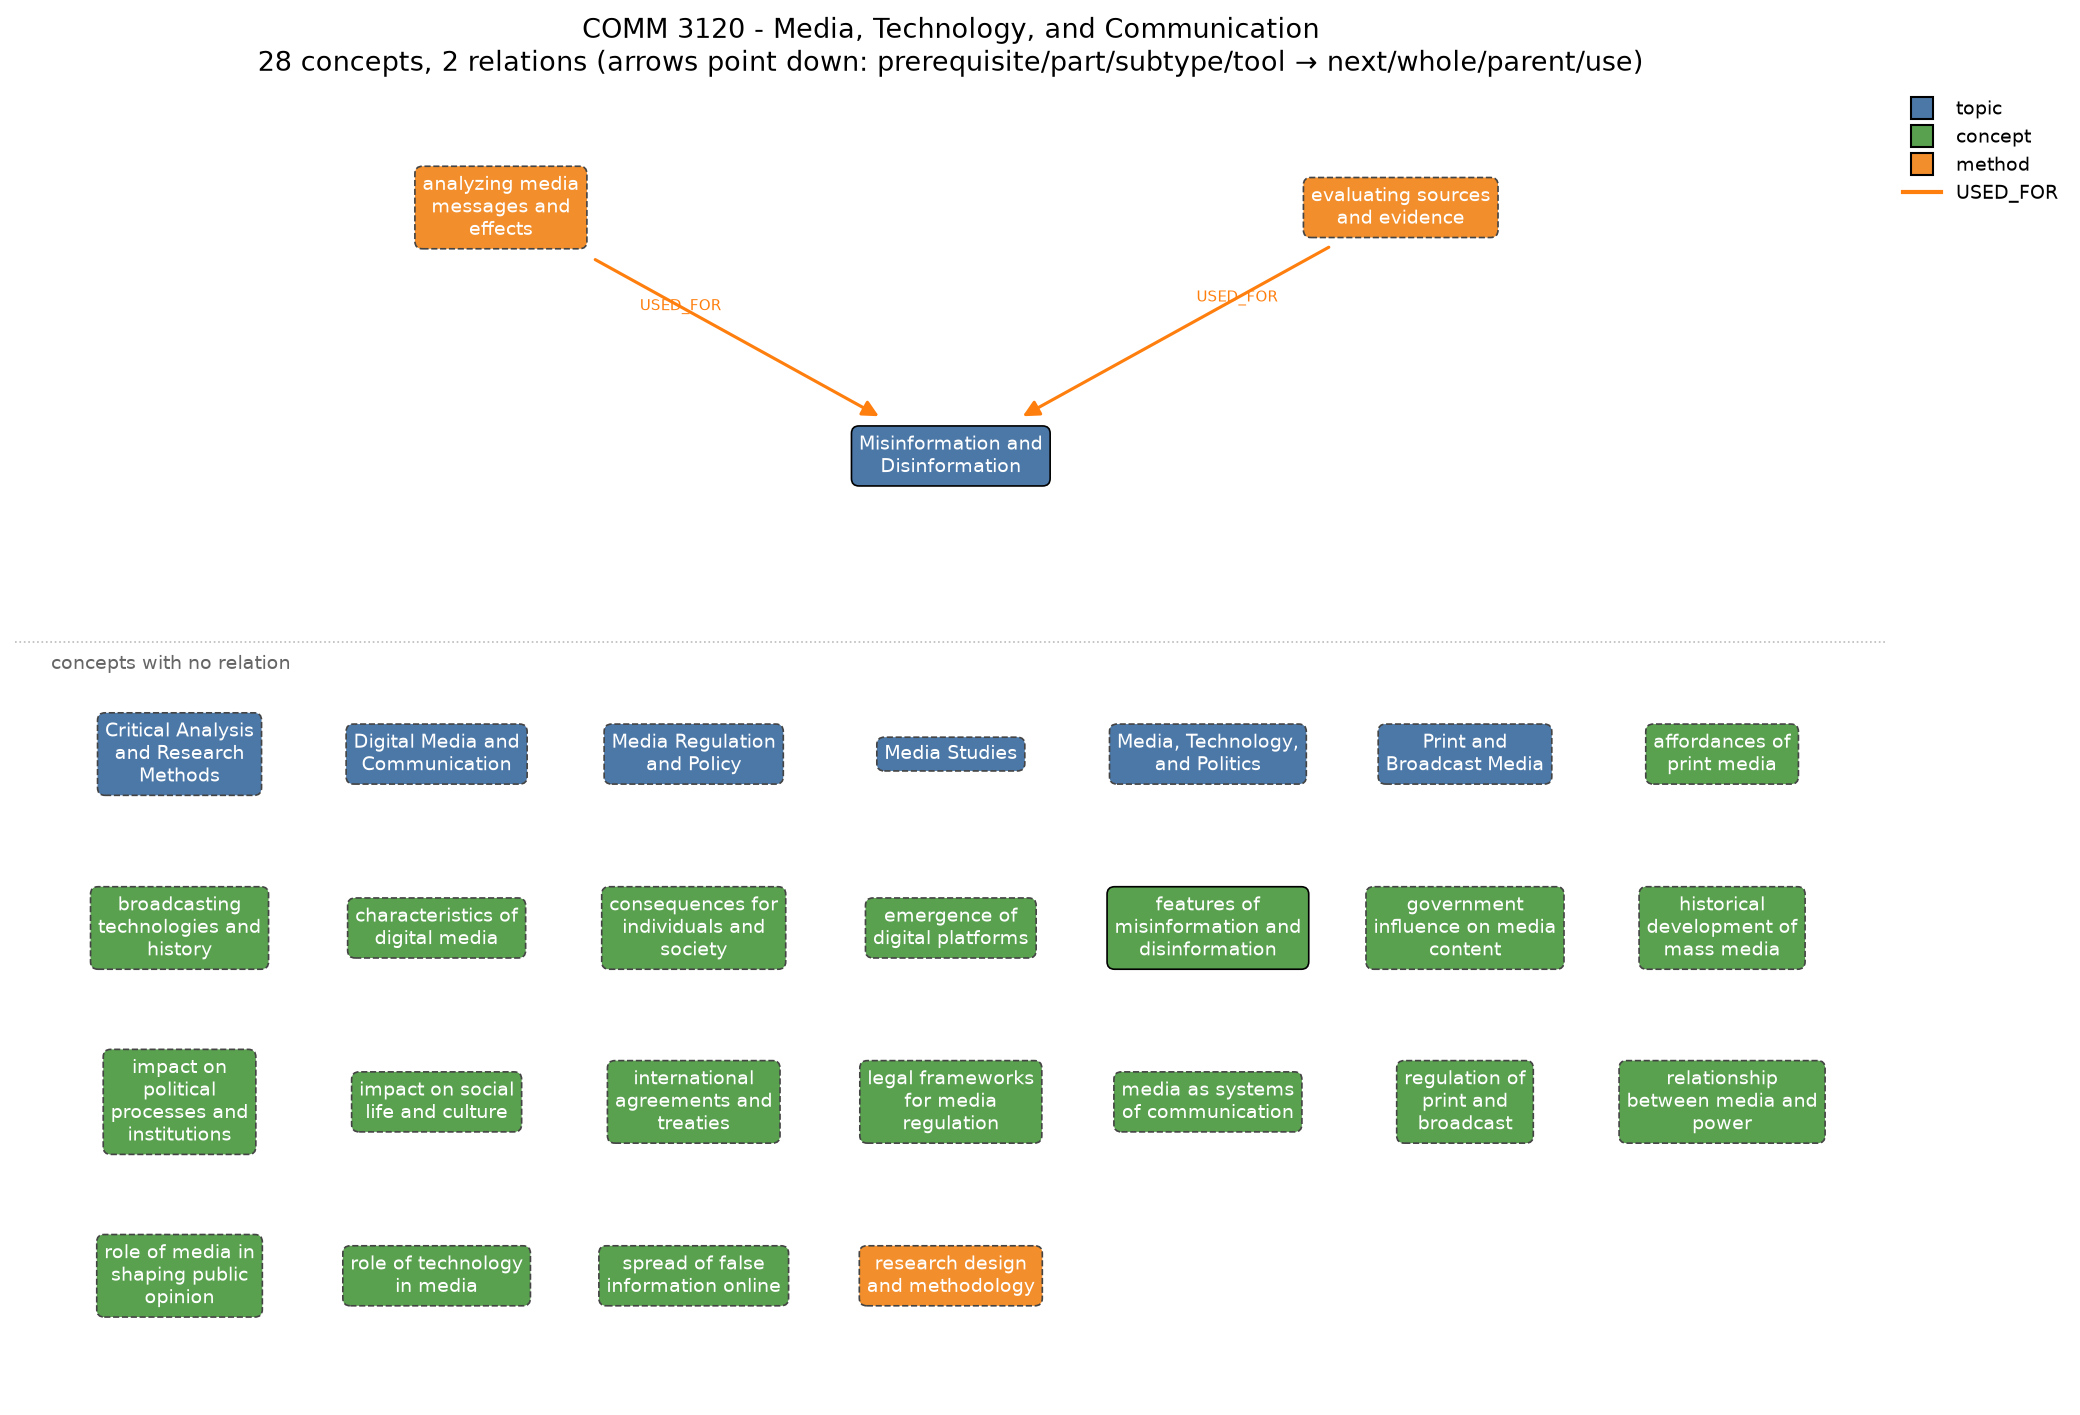 COMM 3120 - Media, Technology, and Communication
28 concepts, 2 relations (arrows point down: prerequisite/part/subtype/tool → next/whole/parent/use)
topic
concept
method
USED_FOR
analyzing media
messages and
effects
evaluating sources
and evidence
USED_FOR
USED_FOR
Misinformation and
Disinformation
concepts with no relation
Critical Analysis
and Research
Methods
Digital Media and
Communication
Media Regulation
and Policy
Media Studies
Media, Technology,
and Politics
Print and
Broadcast Media
affordances of
print media
broadcasting
technologies and
history
characteristics of
digital media
consequences for
individuals and
society
emergence of
digital platforms
features of
misinformation and
disinformation
government
influence on media
content
historical
development of
mass media
impact on
political
processes and
institutions
impact on social
life and culture
international
agreements and
treaties
legal frameworks
for media
regulation
media as systems
of communication
regulation of
print and
broadcast
relationship
between media and
power
role of media in
shaping public
opinion
role of technology
in media
spread of false
information online
research design
and methodology